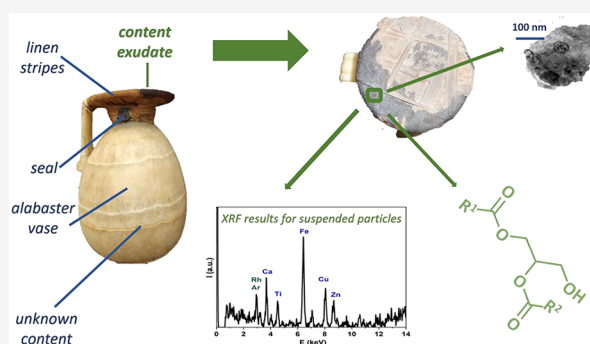 content
exudate
linen
stripes
seal
alabaster
vase
unknown
content
100 nm
XRF results for suspended particles
I (a.u.)
Rh
Ar
Ca
Ti
Fe
Cu
Zn
0 2 4 6 8 10 12 14
E (keV)
R¹
O
O
O
O
R²
OH